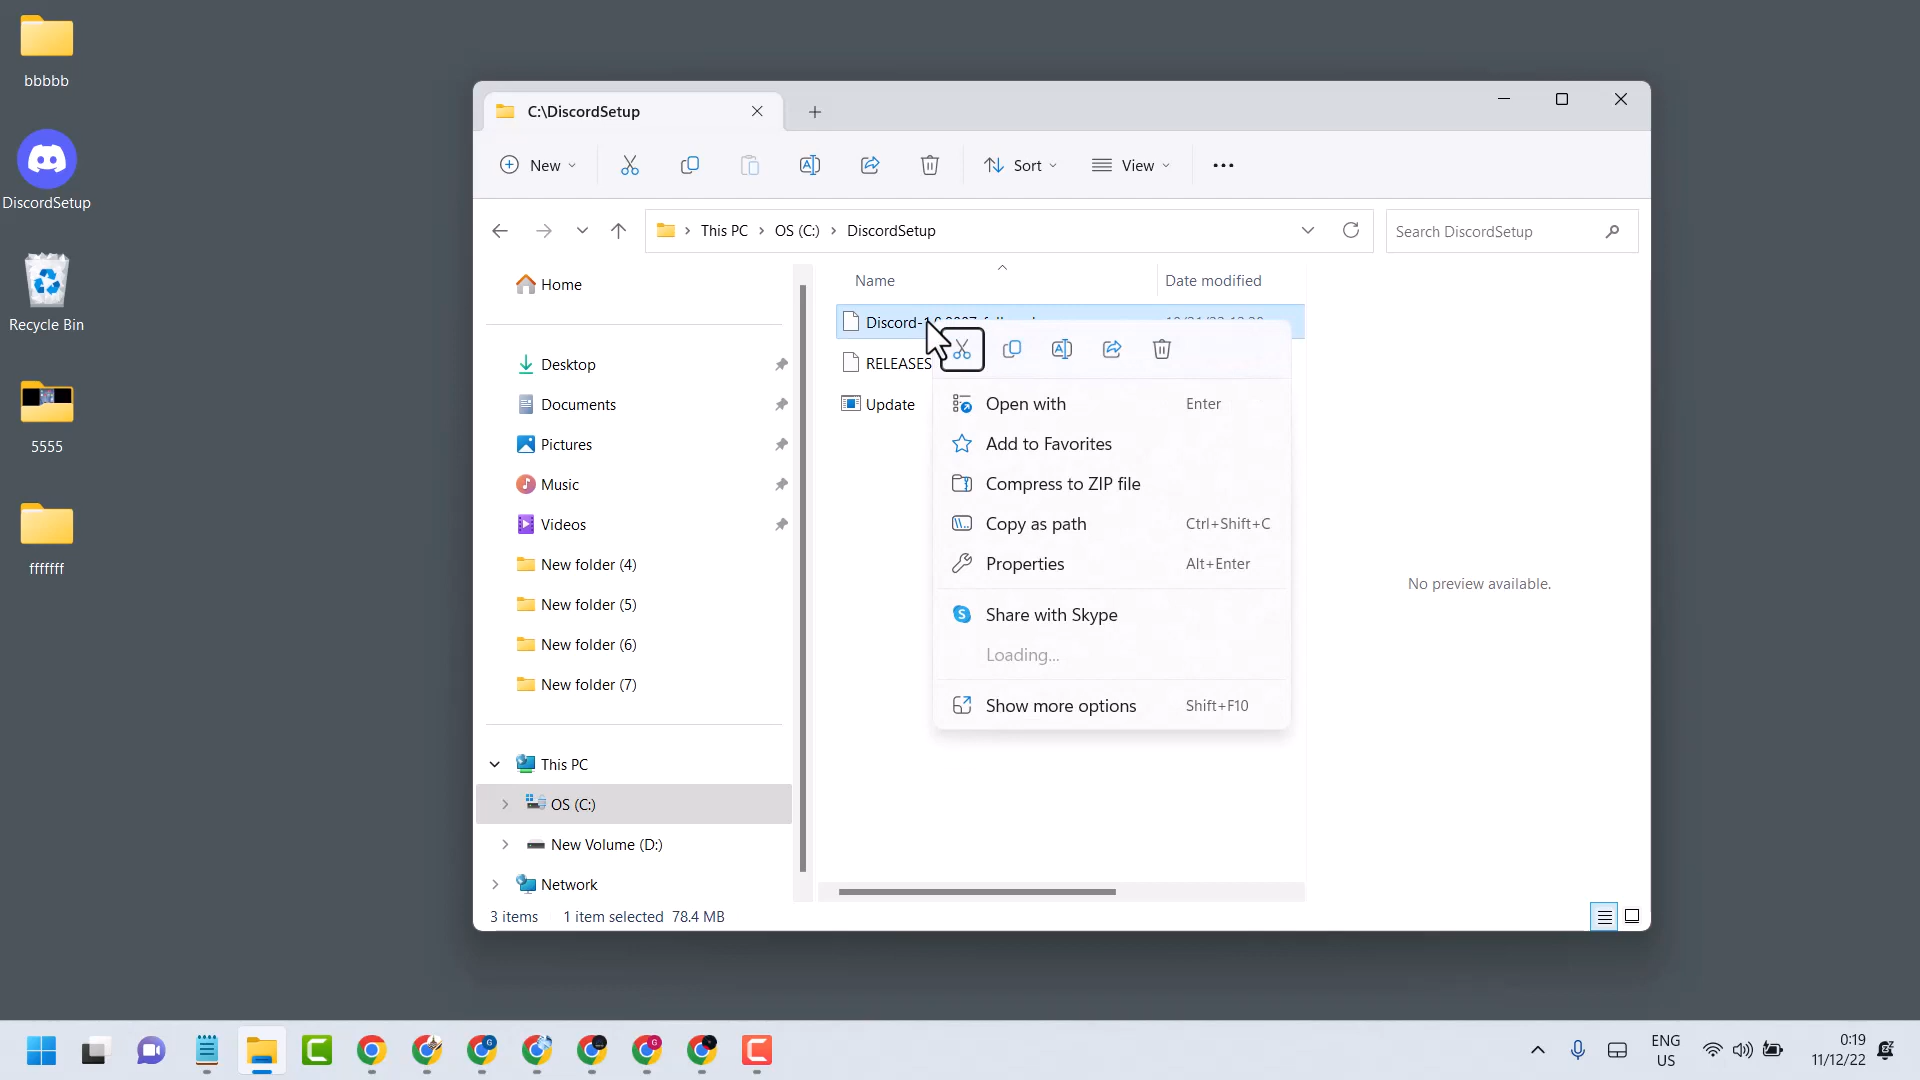 bbbbb
DiscordSetup
Recycle Bin
5555
fffffff
C:\DiscordSetup
New
Sort
View
This PC
OS (C:)
DiscordSetup
Search DiscordSetup
Home
Desktop
Documents
Pictures
Music
Videos
New folder (4)
New folder (5)
New folder (6)
New folder (7)
This PC
OS (C:)
New Volume (D:)
Network
Name
Date modified
Discord-
RELEASES
Update
Open with Enter
Add to Favorites
Compress to ZIP file
Copy as path Ctrl+Shift+C
Properties Alt+Enter
Share with Skype
Loading...
Show more options Shift+F10
No preview available.
3 items 1 item selected 78.4 MB
ENG
US
0:19
11/12/22